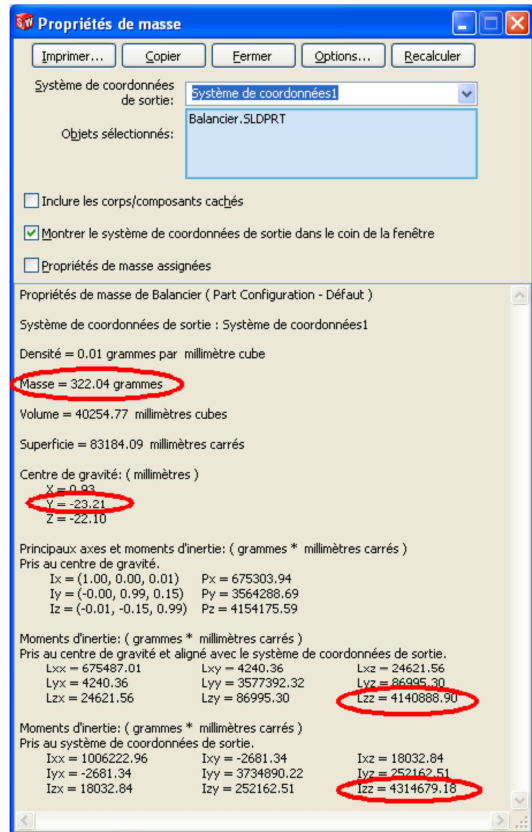 Propriétés de masse
Imprimer... Copier Fermer Options... Recalculer
Système de coordonnées de sortie: Système de coordonnées1
Objets sélectionnés: Balancier.SLDPRT
Inclure les corps/composants cachés
Montrer le système de coordonnées de sortie dans le coin de la fenêtre
Propriétés de masse assignées
Propriétés de masse de Balancier ( Part Configuration - Défaut )
Système de coordonnées de sortie : Système de coordonnées1
Densité = 0.01 grammes par millimètre cube
Masse = 322.04 grammes
Volume = 40254.77 millimètres cubes
Superficie = 83184.09 millimètres carrés
Centre de gravité: ( millimètres )
X = 0.93
Y = -23.21
Z = -22.10
Principaux axes et moments d'inertie: ( grammes * millimètres carrés )
Pris au centre de gravité.
Ix = (1.00, 0.00, 0.01) Px = 675303.94
Iy = (-0.00, 0.99, 0.15) Py = 3564288.69
Iz = (-0.01, -0.15, 0.99) Pz = 4154175.59
Moments d'inertie: ( grammes * millimètres carrés )
Pris au centre de gravité et aligné avec le système de coordonnées de sortie.
Lxx = 675487.01 Lxy = 4240.36 Lxz = 24621.56
Lyx = 4240.36 Lyy = 3577392.32 Lyz = 86995.30
Lzx = 24621.56 Lzy = 86995.30 Lzz = 4140888.90
Moments d'inertie: ( grammes * millimètres carrés )
Pris au système de coordonnées de sortie.
Ixx = 1006222.96 Ixy = -2681.34 Ixz = 18032.84
Iyx = -2681.34 Iyy = 3734890.22 Iyz = 252162.51
Izx = 18032.84 Izy = 252162.51 Izz = 4314679.18